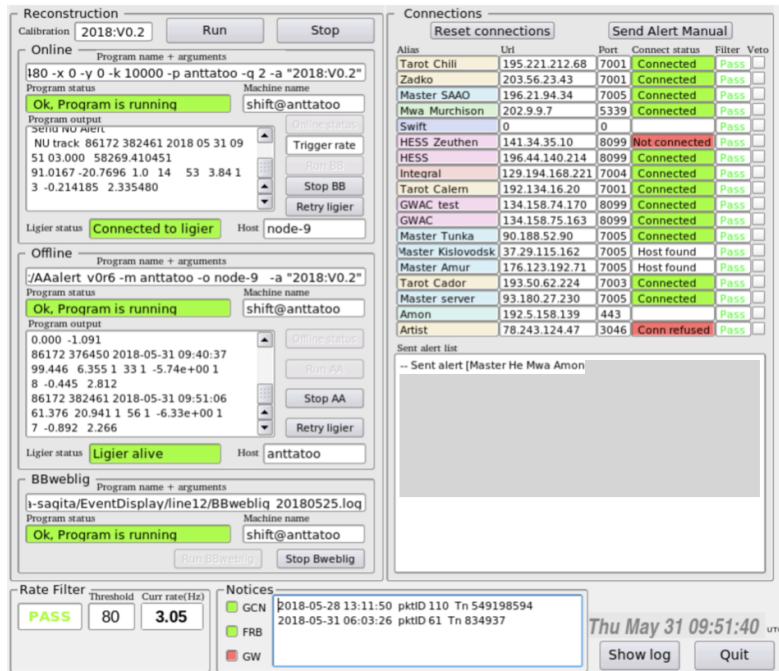 Reconstruction
Calibration 2018:V0.2 Run Stop
Online
Program name + arguments
480 -x 0 -y 0 -k 10000 -p anttatoo -q 2 -a "2018:V0.2"
Program status Machine name
Ok, Program is running shift@anttatoo
Program output Online status
Send NU Alert
NU track 86172 382461 2018 05 31 09
51 03.000 58269.410451
91.0167 -20.7696 1.0 14 53 3.84 1
3 -0.214185 2.335480
Trigger rate
Run BB
Stop BB
Retry ligier
Ligier status Connected to ligier Host node-9
Offline
Program name + arguments
:/AAalert v0r6 -m anttatoo -o node-9 -a "2018:V0.2"
Program status Machine name
Ok, Program is running shift@anttatoo
Program output
0.000 -1.091
86172 376450 2018-05-31 09:40:37
99.446 6.355 1 33 1 -5.74e+00 1
8 -0.445 2.812
86172 382461 2018-05-31 09:51:06
61.376 20.941 1 56 1 -6.33e+00 1
7 -0.892 2.266
Offline status
Run AA
Stop AA
Retry ligier
Ligier status Ligier alive Host anttatoo
BBweblig
Program name + arguments
-sagita/EventDisplay/line12/BBweblig 20180525.log
Program status Machine name
Ok, Program is running shift@anttatoo
Run BBweblig Stop Bweblig
Connections
Reset connections Send Alert Manual
Alias Url Port Connect status Filter Veto
Tarot Chili 195.221.212.68 7001 Connected Pass
Zadko 203.56.23.43 7001 Connected Pass
Master SAAO 196.21.94.34 7005 Connected Pass
Mwa Murchison 202.9.9.7 5339 Connected Pass
Swift 0 0 Pass
HESS Zeuthen 141.34.35.10 8099 Not connected Pass
HESS 196.44.140.214 8099 Connected Pass
Integral 129.194.168.221 7004 Connected Pass
Tarot Calern 192.134.16.20 7001 Connected Pass
GWAC test 134.158.74.170 8099 Connected Pass
GWAC 134.158.75.163 8099 Connected Pass
Master Tunka 90.188.52.90 7005 Connected Pass
Master Kislovodsk 37.29.115.162 7005 Host found Pass
Master Amur 176.123.192.71 7005 Host found Pass
Tarot Cador 193.50.62.224 7003 Connected Pass
Master server 93.180.27.230 7005 Connected Pass
Amon 192.5.158.139 443 Pass
Artist 78.243.124.47 3046 Conn refused Pass
Sent alert list
-- Sent alert [Master He Mwa Amon
Rate Filter
Threshold Curr rate(Hz)
PASS 80 3.05
Notices
GCN
FRB
GW
2018-05-28 13:11:50 pktID 110 Tn 549198594
2018-05-31 06:03:26 pktID 61 Tn 834937
Thu May 31 09:51:40 UT
Show log Quit